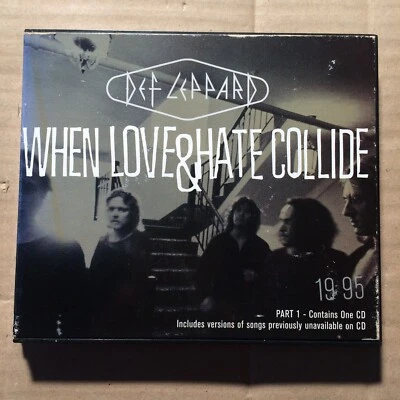 DEF LEPPARD
WHEN LOVE & HATE COLLIDE
19 95
PART 1 - Contains One CD
Includes versions of songs previously unavailable on CD